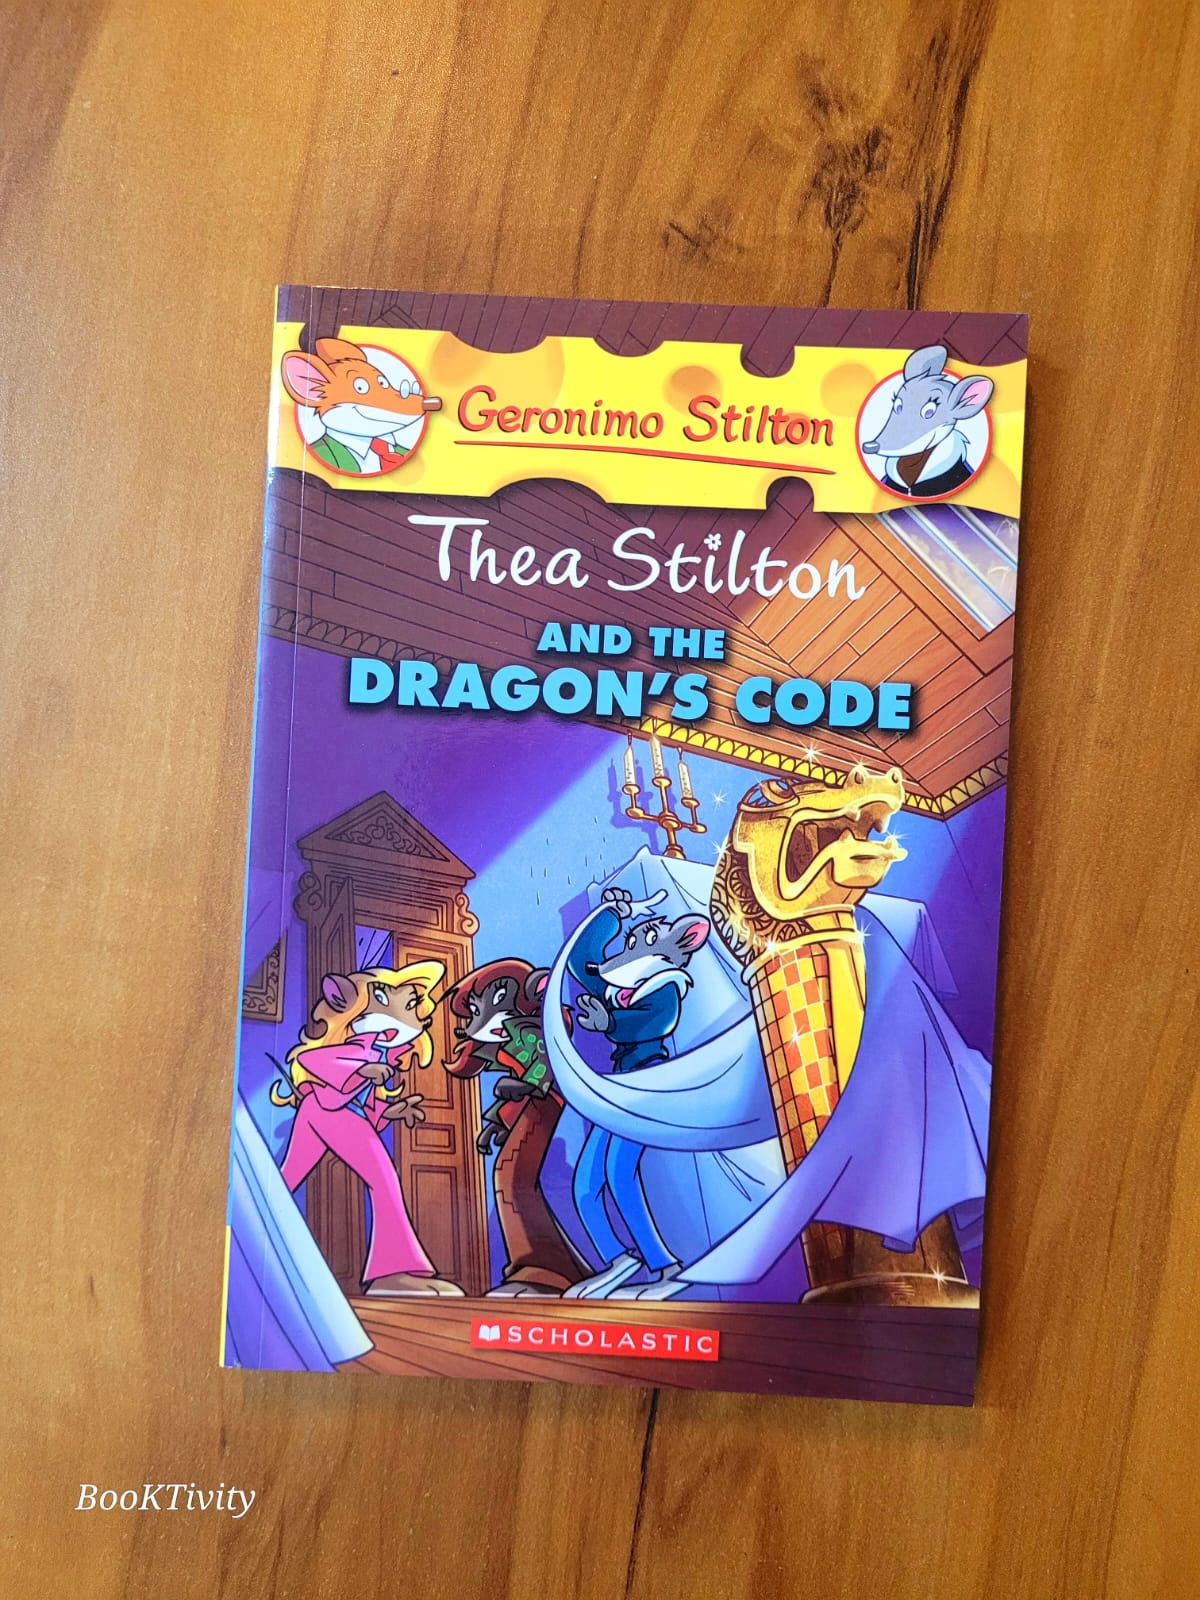 Geronimo Stilton
Thea Stilton
AND THE
DRAGON'S CODE
SCHOLASTIC
BooKTivity